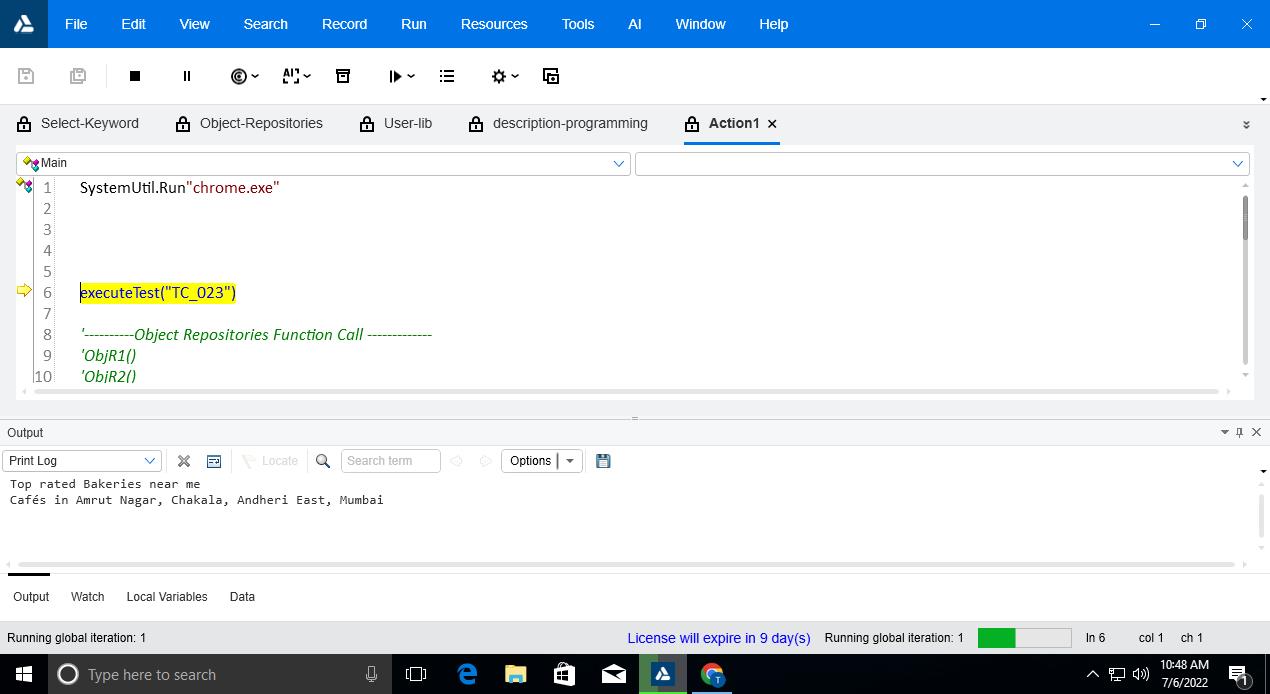 File Edit View Search Record Run Resources Tools AI Window Help
Select-Keyword Object-Repositories User-lib description-programming Action1
Main
1 SystemUtil.Run"chrome.exe"
2
3
4
5
6 executeTest("TC_023")
7
8 '----------Object Repositories Function Call -------------
9 'ObjR1()
10 'ObjR2()
Output
Print Log Locate Search term Options
Top rated Bakeries near me
Cafés in Amrut Nagar, Chakala, Andheri East, Mumbai
Output Watch Local Variables Data
Running global iteration: 1 License will expire in 9 day(s) Running global iteration: 1 ln 6 col 1 ch 1
Type here to search
10:48 AM
7/6/2022
1